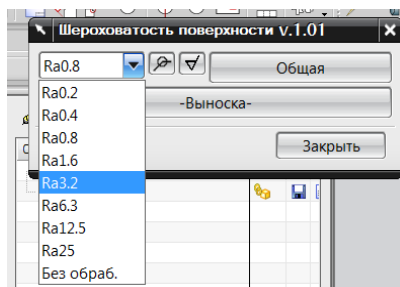 Шероховатость поверхности v.1.01
Ra0.8
Общая
Ra0.2
Ra0.4
-Выноска-
Ra0.8
Ra1.6
Закрыть
Ra3.2
Ra6.3
Ra12.5
Ra25
Без обраб.